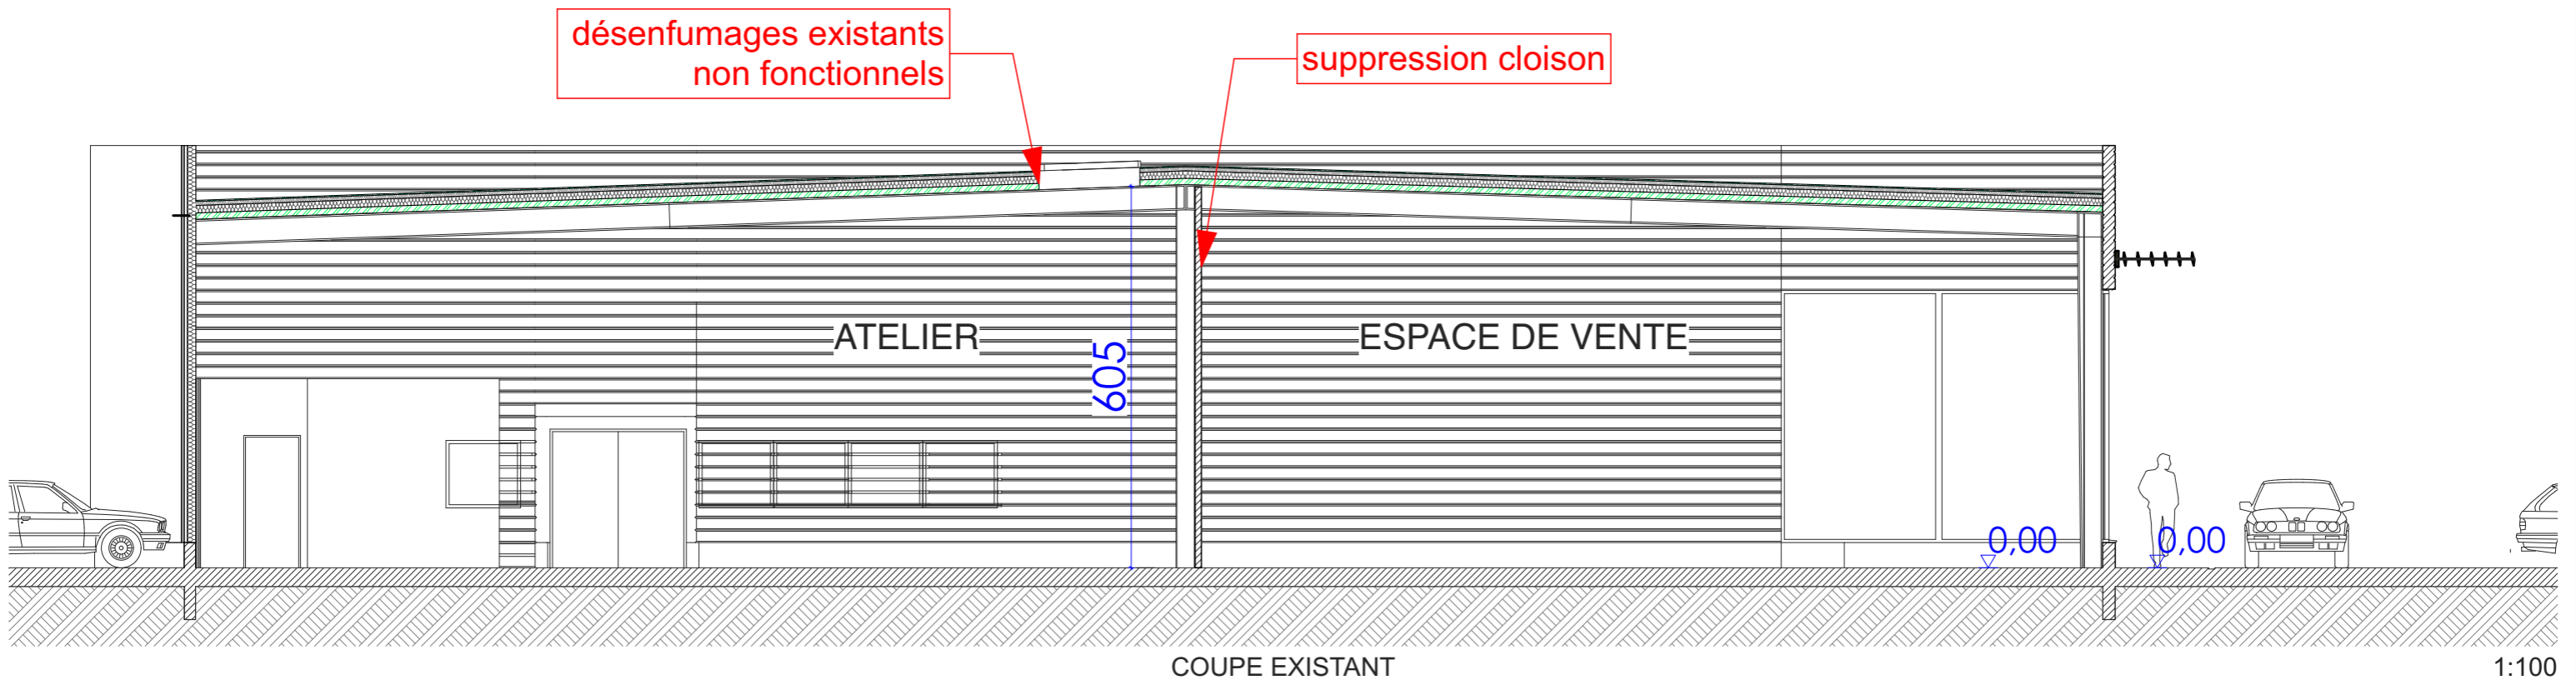 désenfumages existants
non fonctionnels
suppression cloison
ATELIER
ESPACE DE VENTE
605
0,00
0,00
COUPE EXISTANT
1:100